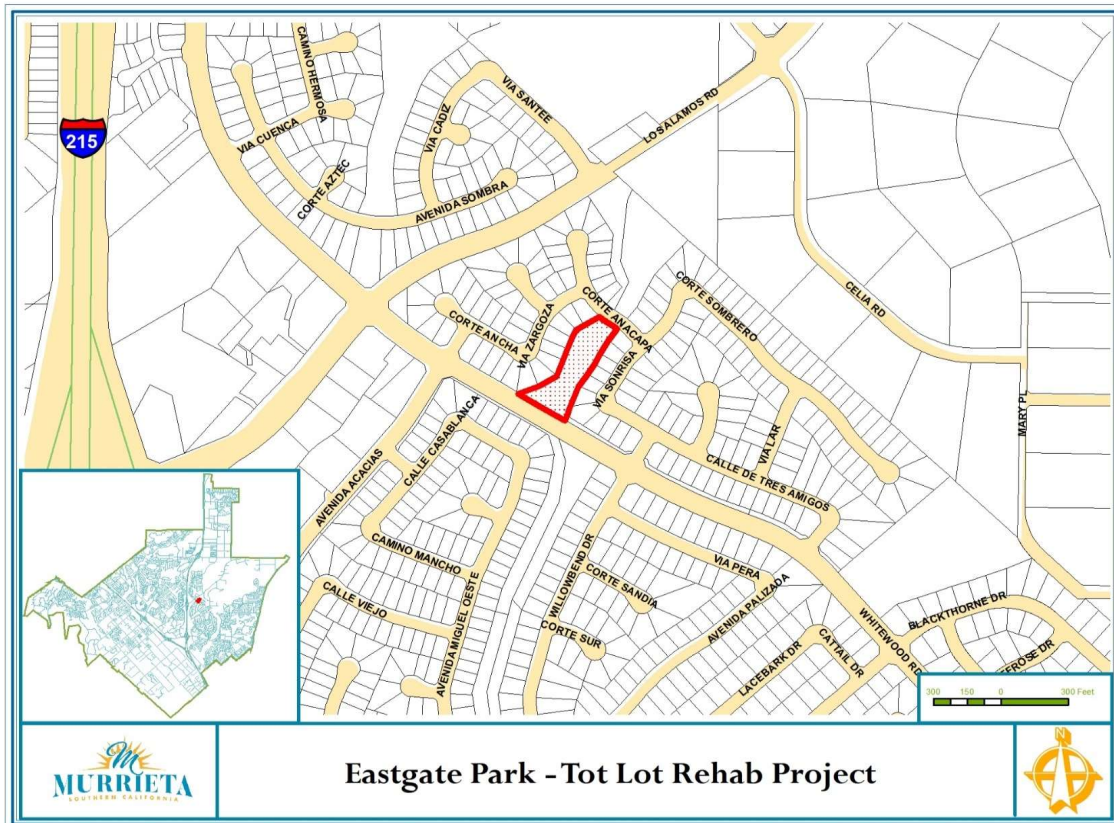 CAMINO HERMOSA
VIA SANTEE
LOS ALAMOS RD
VIA CADIZ
215
VIA CUENCA
CORTE AZTEC
AVENIDA SOMBRA
CORTE SOMBRERO
CELIA RD
CORTE ANACAPA
VIA ZARGOZA
CORTE ANCHA
VIA SONRISA
MARY PL
CALLE CASABLANCA
VIA LAR
AVENIDA ACACIAS
CALLE DE TRES AMIGOS
CAMINO MANCHO
VIA PERA
WILLOWBEND DR
CORTE SANDIA
CALLE VIEJO
AVENIDA MIGUEL OESTE
AVENIDA PALIZADA
CORTE SUR
WHITEWOOD RD
BLACKTHORNE DR
CATTAIL DR
LACEBARK DR
300 150 0 300 Feet
M
MURRIETA
SOUTHERN CALIFORNIA
Eastgate Park - Tot Lot Rehab Project
N